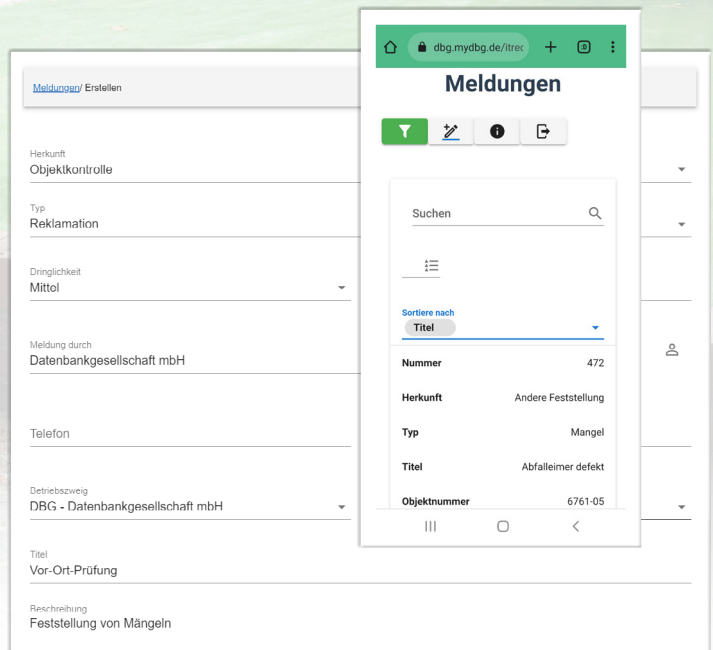 Meldungen/ Erstellen
Herkunft
Objektkontrolle
Typ
Reklamation
Dringlichkeit
Mittol
Meldung durch
Datenbankgesellschaft mbH
Telefon
Detriebszweig
DBG - Datenbankgesellschaft mbH
Titel
Vor-Ort-Prüfung
Beschreibung
Feststellung von Mängeln
dbg.mydbg.de/itrec
:D
Meldungen
Suchen
Sortiere nach
Titel
Nummer 472
Herkunft Andere Feststellung
Typ Mangel
Titel Abfalleimer defekt
Objektnummer 6761-05